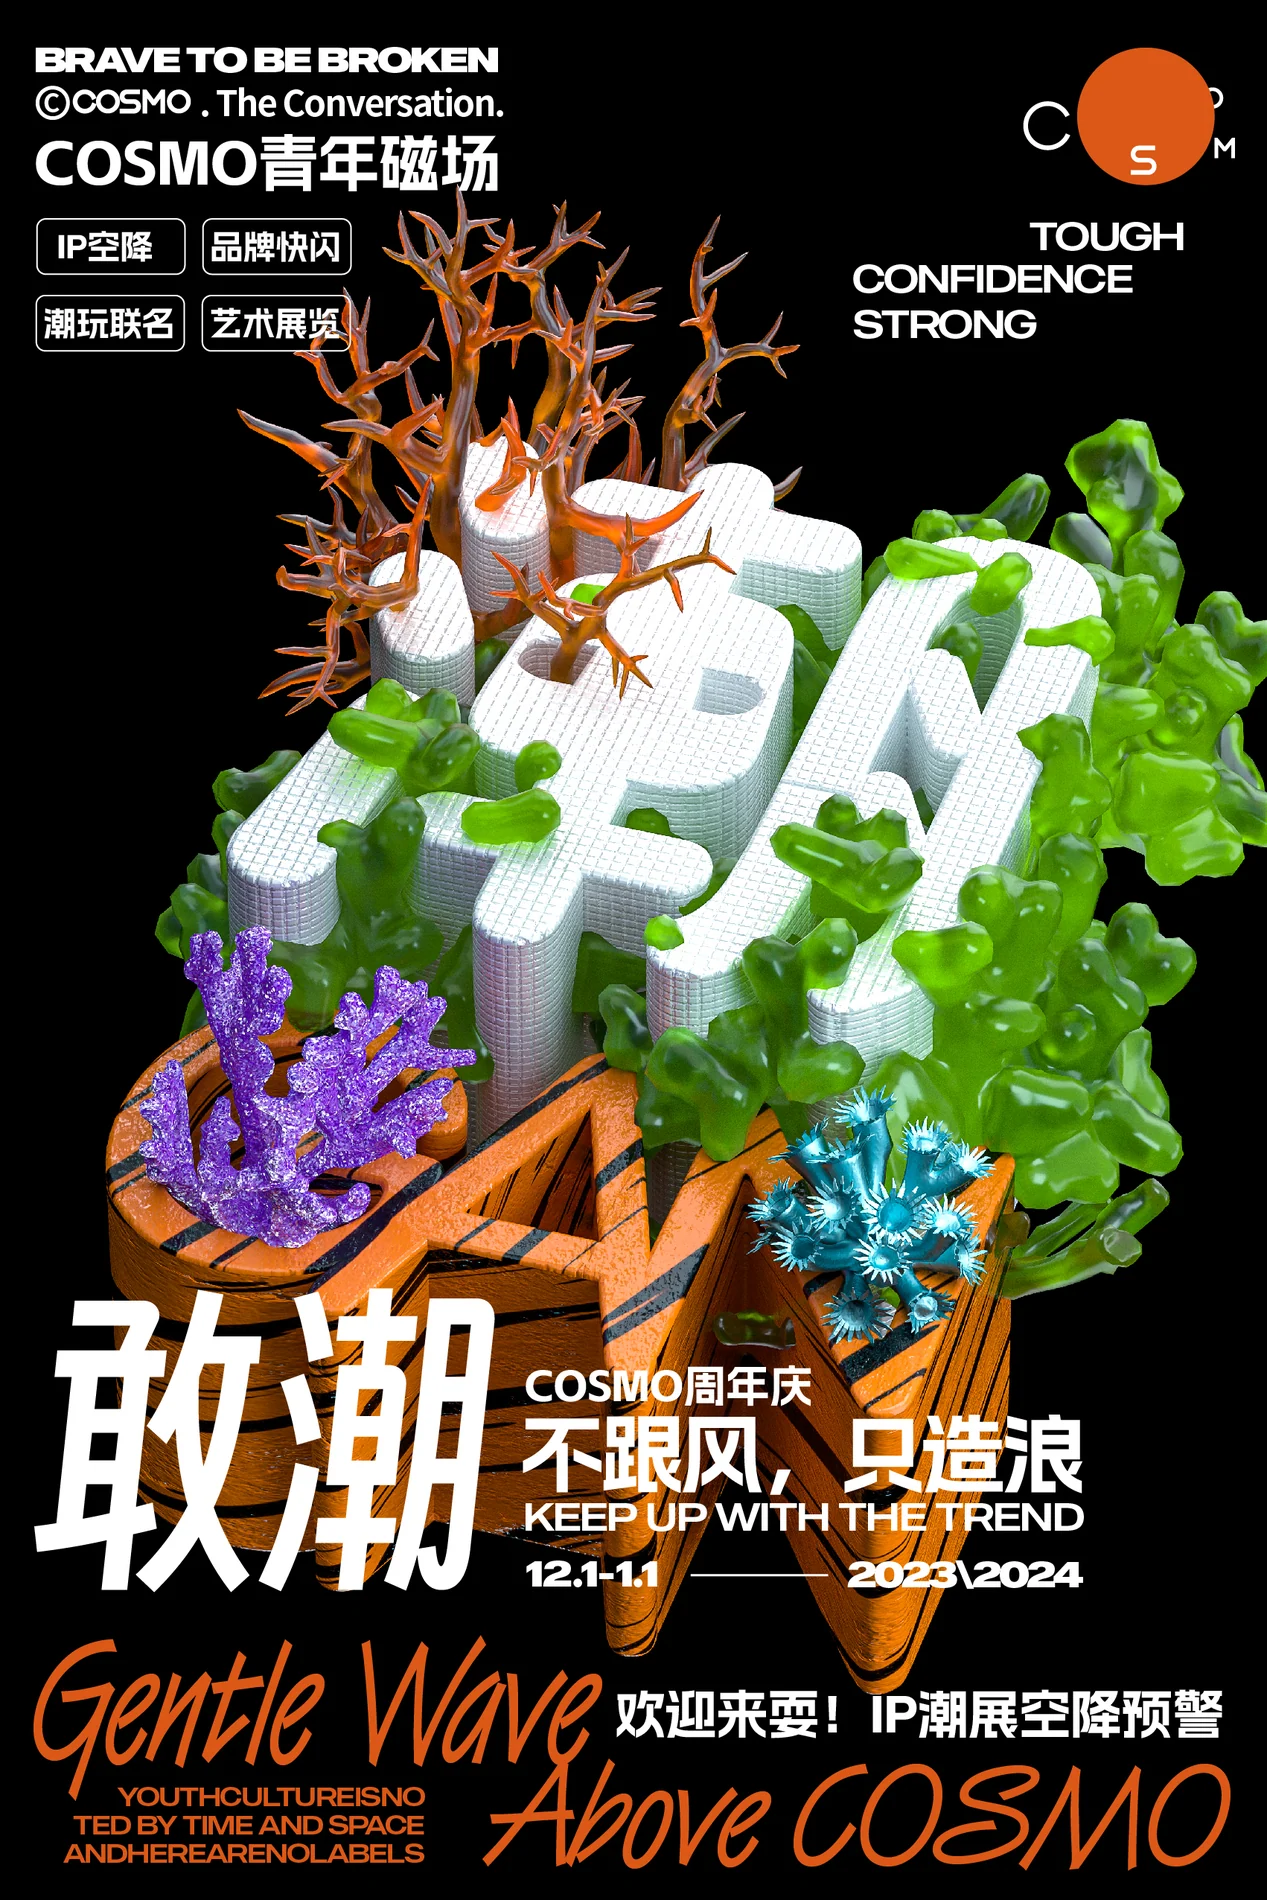 BRAVE TO BE BROKEN
©COSMO . The Conversation.
COSMO青年磁场
IP空降
品牌快闪
潮玩联名
艺术展览
C S O M
TOUGH
CONFIDENCE
STRONG
潮
敢潮
COSMO周年庆
不跟风，只造浪
KEEP UP WITH THE TREND
12.1-1.1 2023\2024
Gentle Wave
欢迎来耍！IP潮展空降预警
Above COSMO
YOUTHCULTUREISNO
TED BY TIME AND SPACE
ANDHEREARENOLABELS